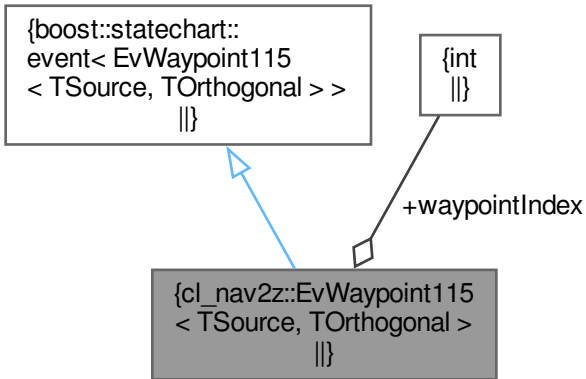 {boost::statechart::
event< EvWaypoint115
< TSource, TOrthogonal > >
||}
{int
||}
+waypointIndex
{cl_nav2z::EvWaypoint115
< TSource, TOrthogonal >
||}